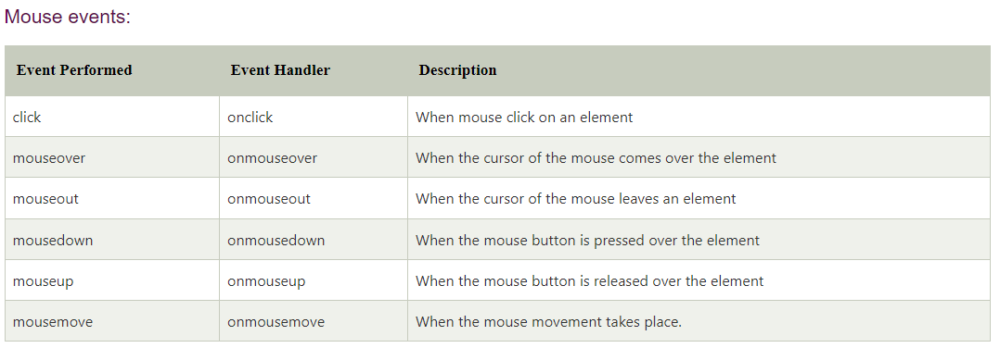 Mouse events:
Event Performed Event Handler Description
click onclick When mouse click on an element
mouseover onmouseover When the cursor of the mouse comes over the element
mouseout onmouseout When the cursor of the mouse leaves an element
mousedown onmousedown When the mouse button is pressed over the element
mouseup onmouseup When the mouse button is released over the element
mousemove onmousemove When the mouse movement takes place.